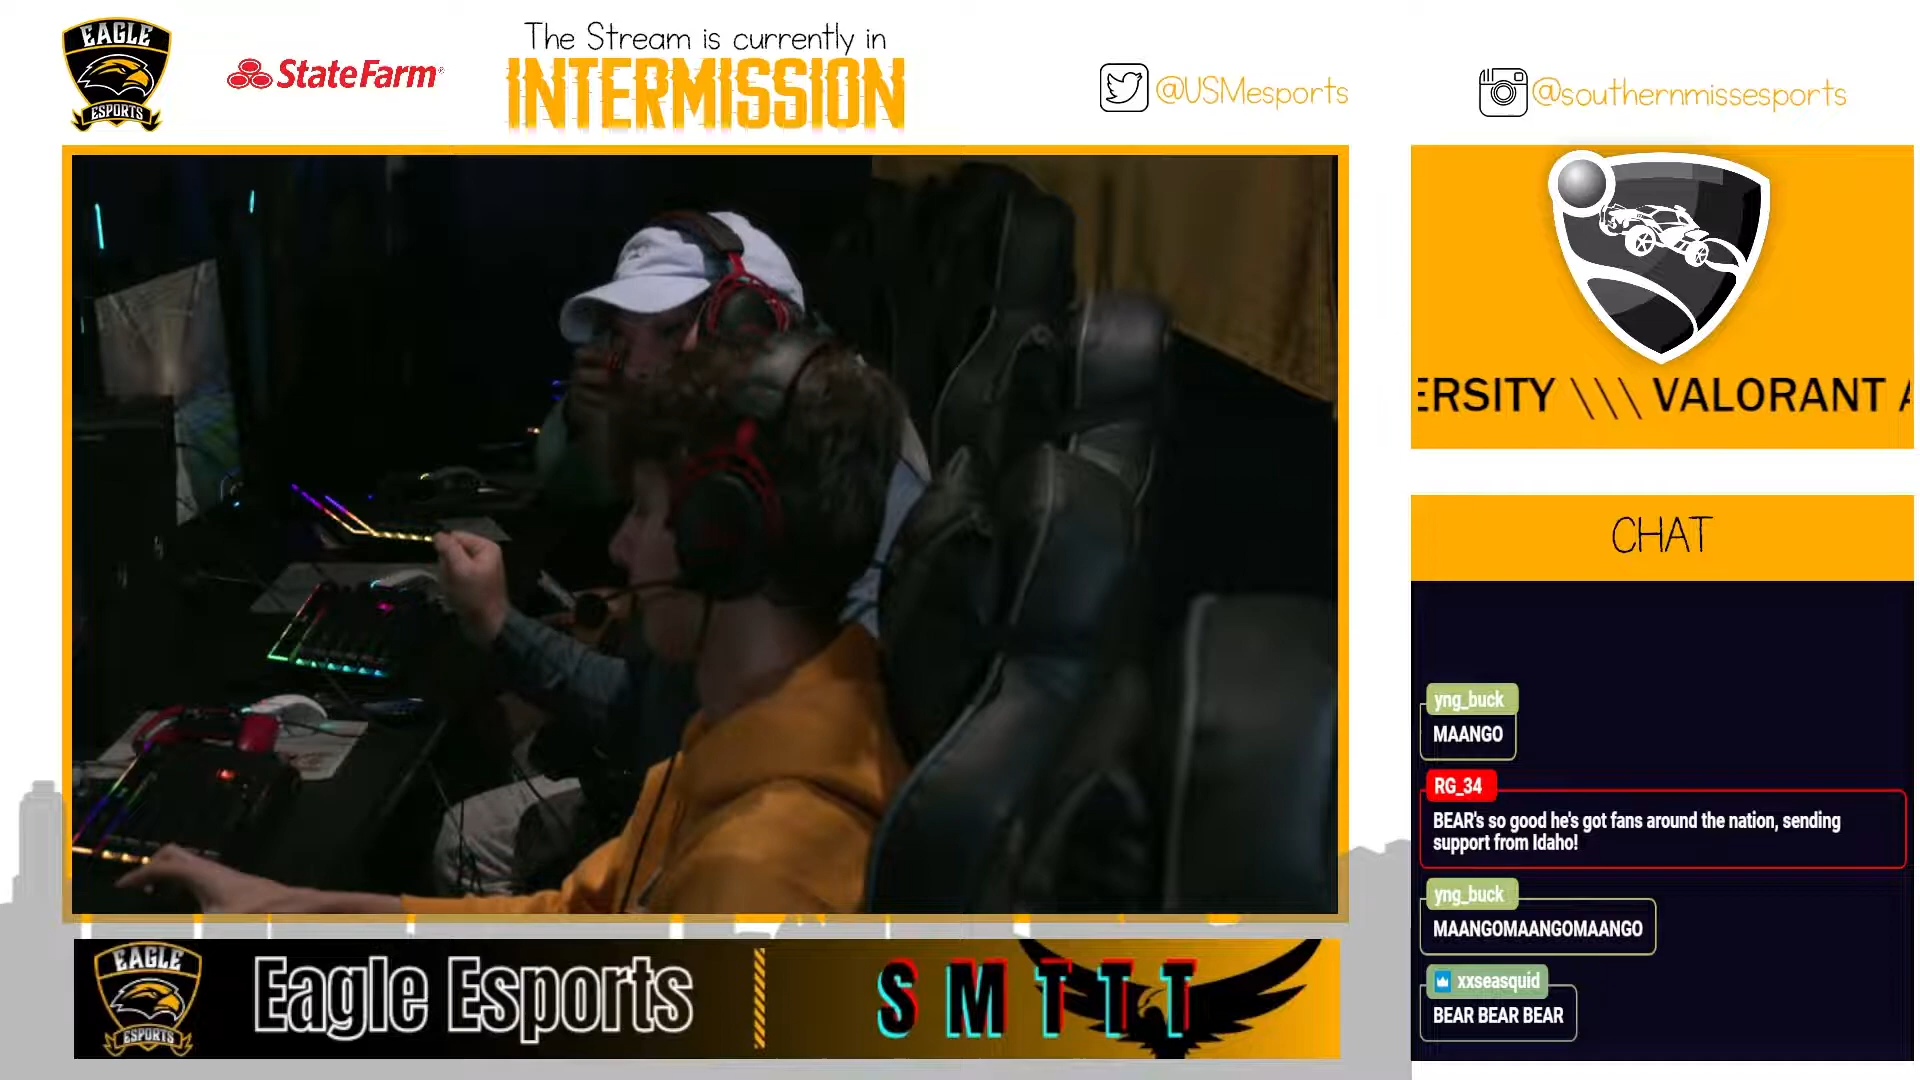 EAGLE
ESPORTS
StateFarm
The Stream is currently in
INTERMISSION
@USMesports
@southernmissesports
ERSITY \\\ VALORANT
CHAT
yng_buck
MAANGO
RG_34
BEAR's so good he's got fans around the nation, sending
support from Idaho!
yng_buck
MAANGOMAANGOMAANGO
xxseasquid
BEAR BEAR BEAR
EAGLE
ESPORTS
Eagle Esports
SMTTT